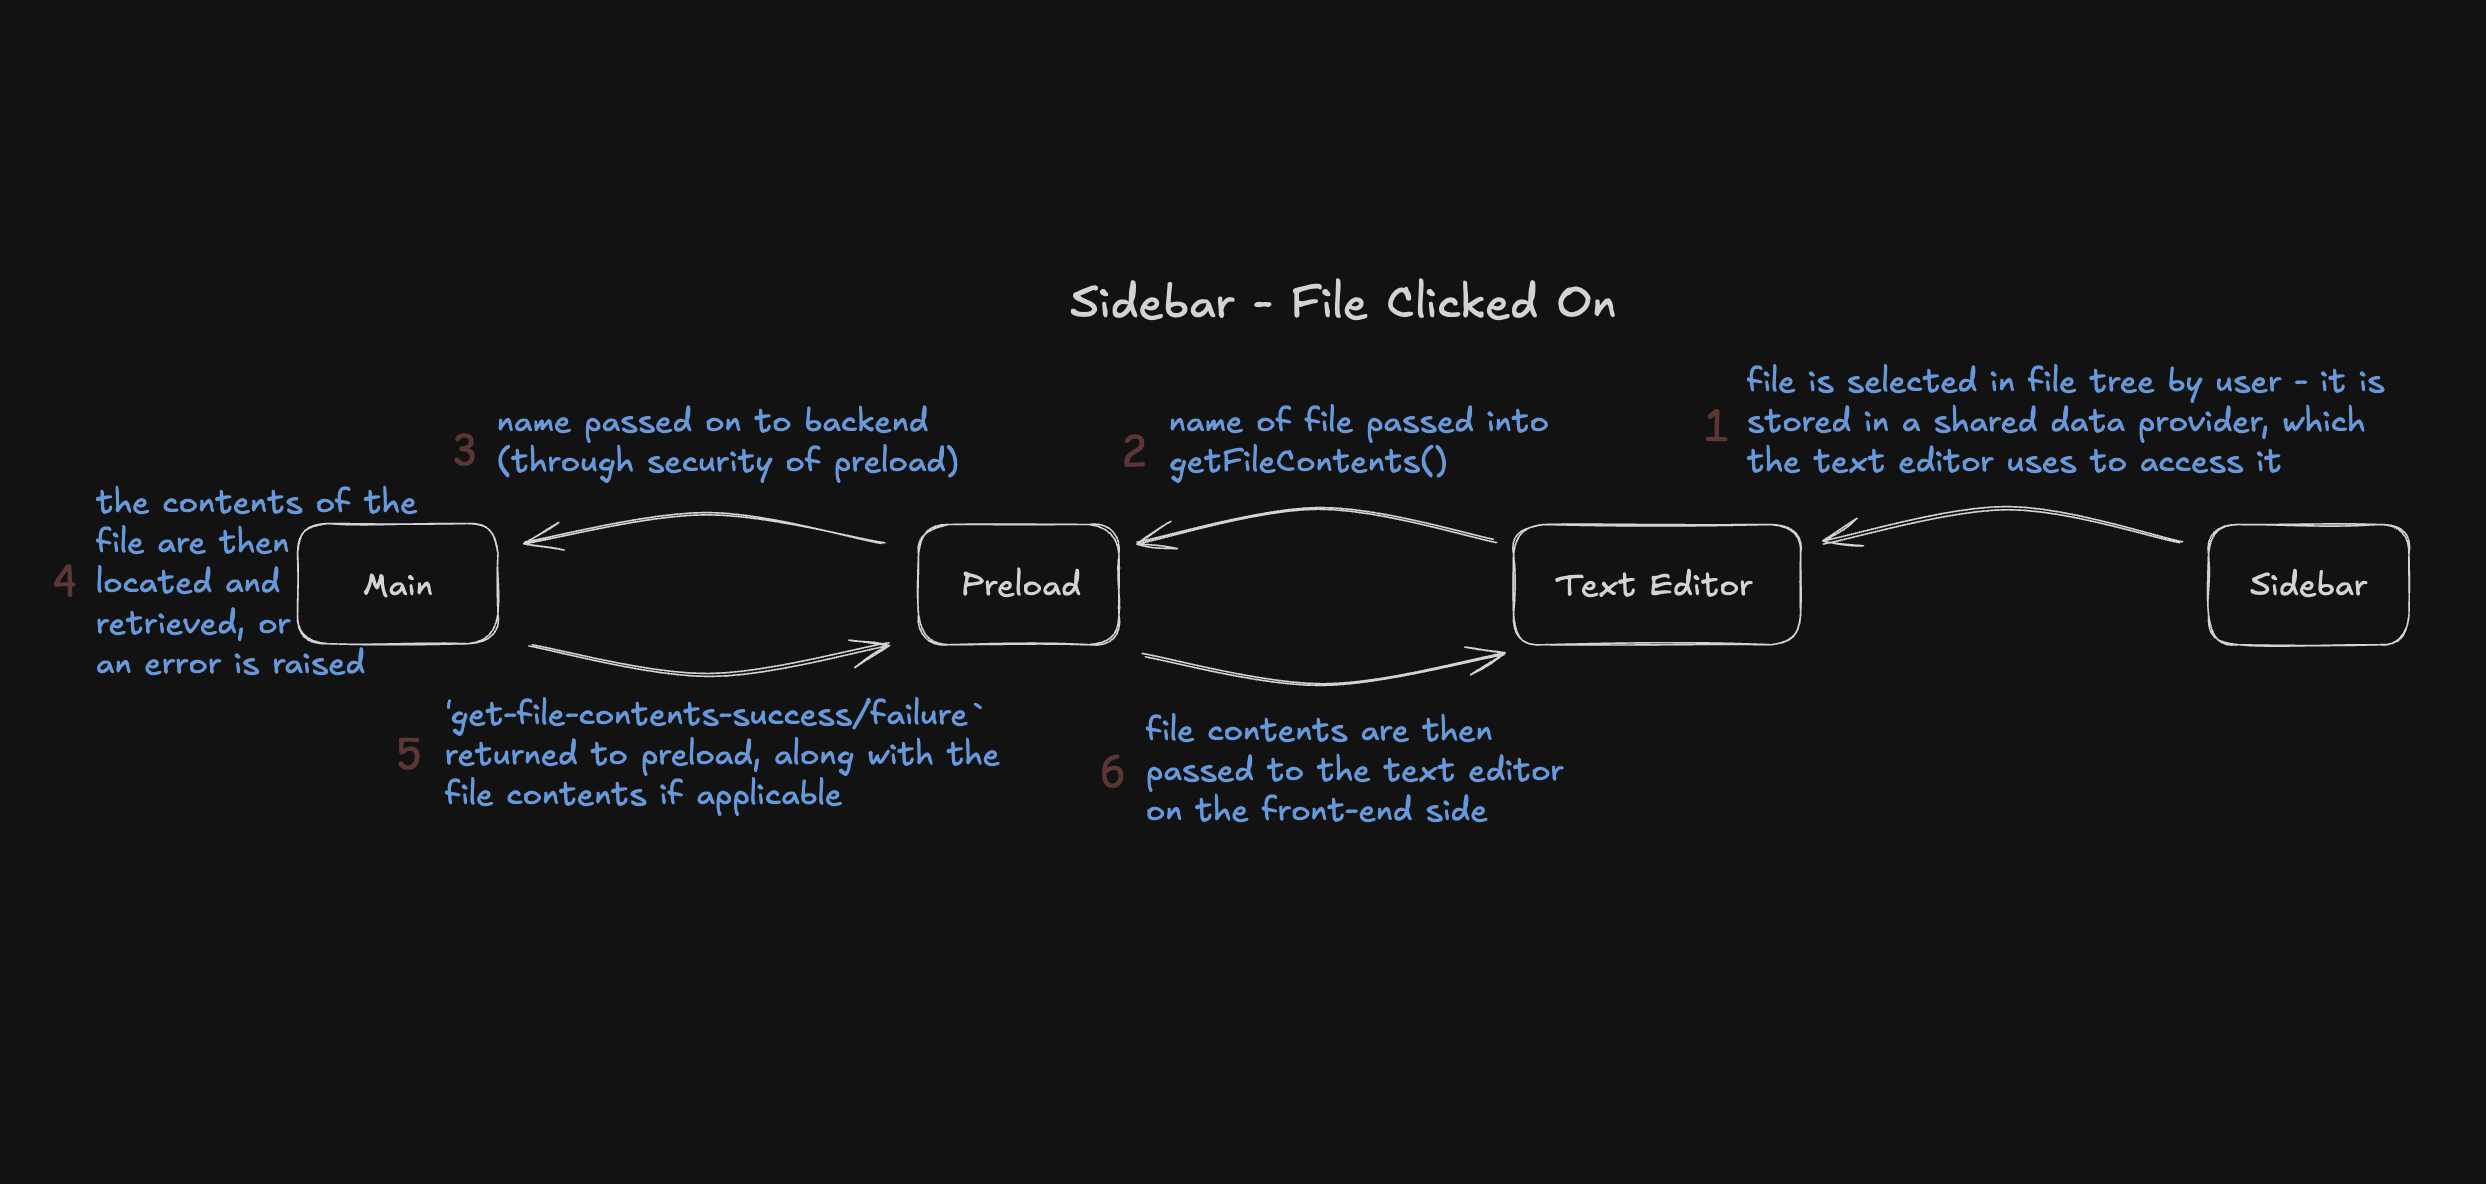 Sidebar - File Clicked On
1
file is selected in file tree by user - it is
stored in a shared data provider, which
the text editor uses to access it
2
name of file passed into
getFileContents()
3
name passed on to backend
(through security of preload)
4
the contents of the
file are then
located and
retrieved, or
an error is raised
Main
Preload
Text Editor
Sidebar
5
'get-file-contents-success/failure`
returned to preload, along with the
file contents if applicable
6
file contents are then
passed to the text editor
on the front-end side